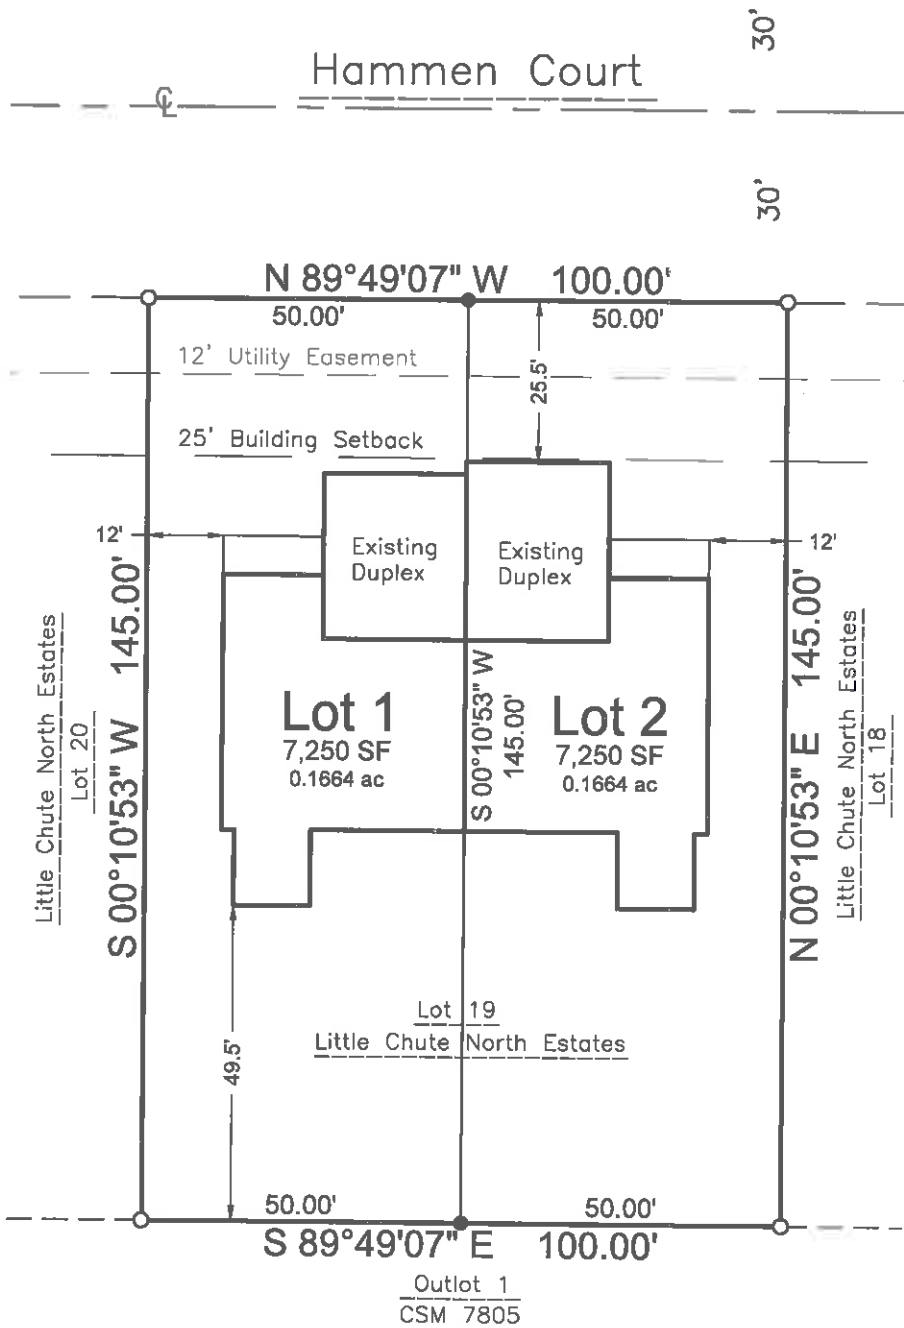 30'
Hammen Court
℄
30'
N 89°49'07" W 100.00'
50.00'
50.00'
12' Utility Easement
25.5'
25' Building Setback
12'
12'
Existing
Duplex
Existing
Duplex
S 00°10'53" W 145.00'
N 00°10'53" E 145.00'
Little Chute North Estates
Lot 20
Little Chute North Estates
Lot 18
Lot 1
7,250 SF
0.1664 ac
S 00°10'53" W
145.00'
Lot 2
7,250 SF
0.1664 ac
Lot 19
Little Chute North Estates
49.5'
50.00'
50.00'
S 89°49'07" E 100.00'
Outlot 1
CSM 7805